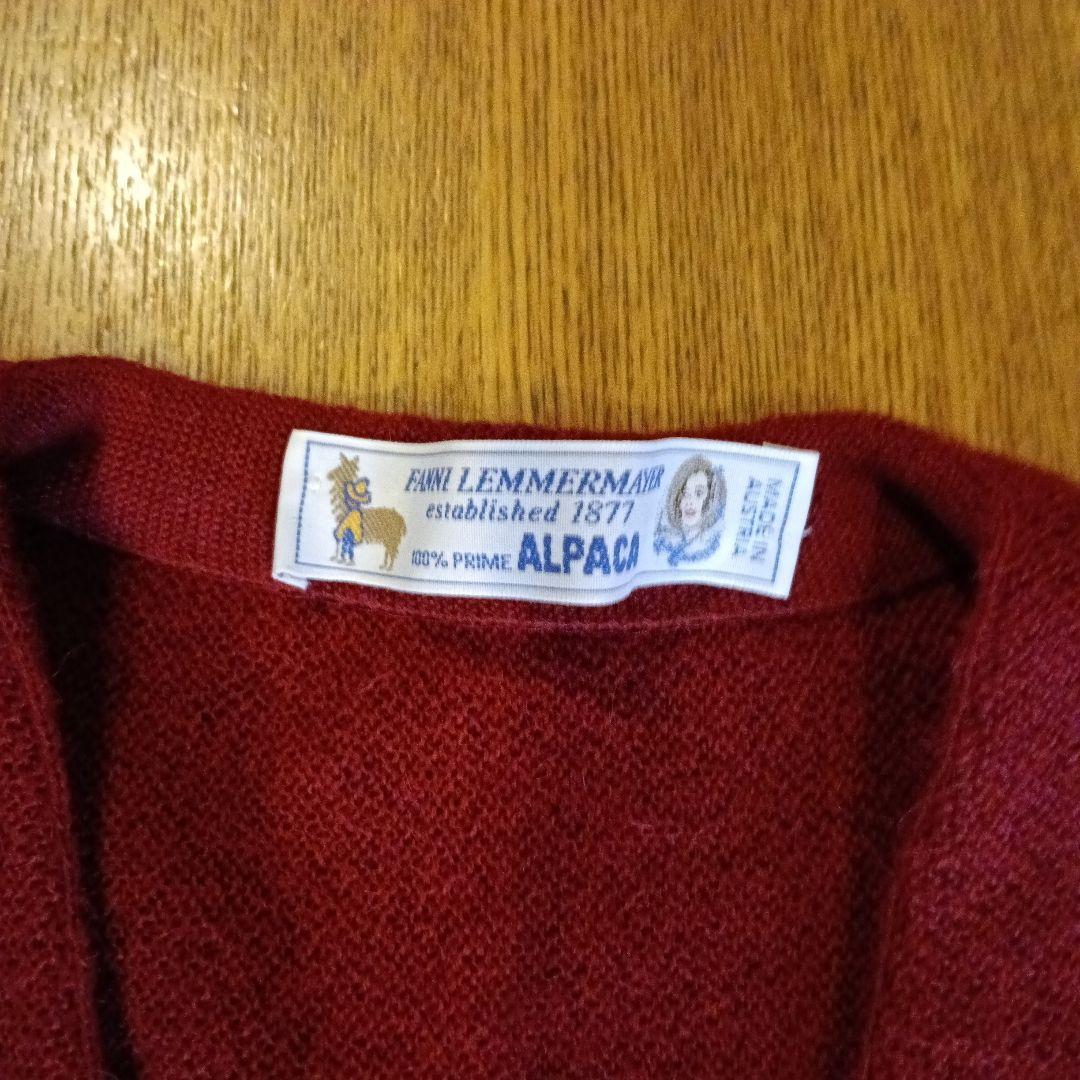 FANNI LEMMERMAYER
established 1877
100% PRIME ALPACA
MADE IN
AUSTRIA